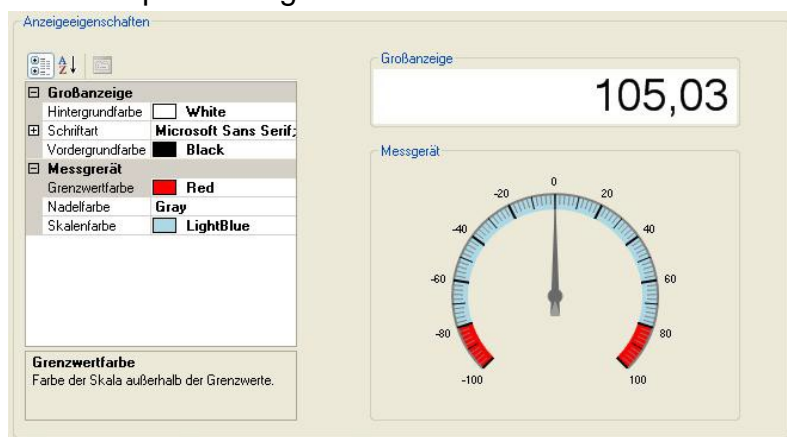 Anzeigeeigenschaften
Großanzeige
Hintergrundfarbe White
Schriftart Microsoft Sans Serif;
Vordergrundfarbe Black
Messgrerät
Grenzwertfarbe Red
Nadelfarbe Gray
Skalenfarbe LightBlue
Grenzwertfarbe
Farbe der Skala außerhalb der Grenzwerte.
Großanzeige
105,03
Messgerät
0
-20 20
-40 40
-60 60
-80 80
-100 100